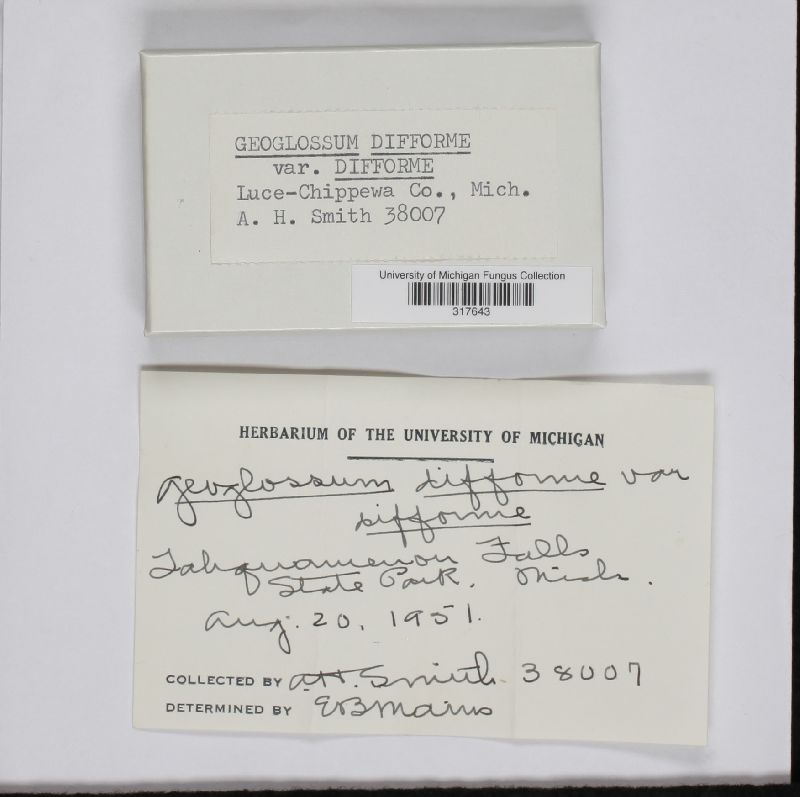 GEOGLOSSUM DIFFORME
var. DIFFORME
Luce-Chippewa Co., Mich.
A. H. Smith 38007
University of Michigan Fungus Collection
317643
HERBARIUM OF THE UNIVERSITY OF MICHIGAN
Geoglossum difforme var
difforme
Tahquamenon Falls
State Park, Mich.
Aug. 20, 1951.
COLLECTED BY A.H. Smith 38007
DETERMINED BY EB Mains